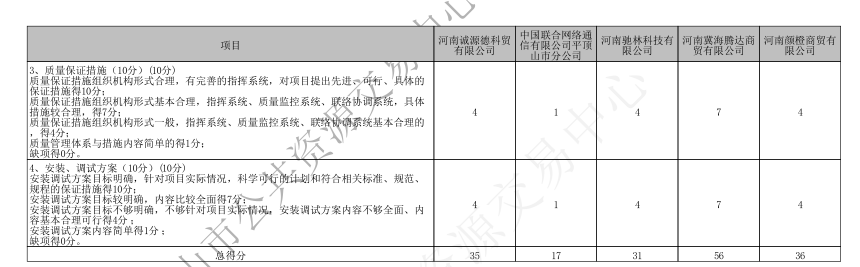 项目
河南诚源德科贸
有限公司
中国联合网络通
信有限公司平顶
山市分公司
河南驰林科技有
限公司
河南冀海腾达商
贸有限公司
河南颜橙商贸有
限公司
3、质量保证措施（10分）(10分)
质量保证措施组织机构形式合理，有完善的指挥系统，对项目提出先进、可行、具体的
保证措施得10分；
质量保证措施组织机构形式基本合理，指挥系统、质量监控系统、联络协调系统，具体
措施较合理，得7分；
质量保证措施组织机构形式一般，指挥系统、质量监控系统、联络协调系统基本合理的
，得4分；
质量管理体系与措施内容简单的得1分；
缺项得0分。
4 1 4 7 4
4、安装、调试方案（10分）(10分)
安装调试方案目标明确，针对项目实际情况，科学可行的计划和符合相关标准、规范、
规程的保证措施得10分；
安装调试方案目标较明确，内容比较全面得7分；
安装调试方案目标不够明确，不够针对项目实际情况，安装调试方案内容不够全面、内
容基本合理可行得4分；
安装调试方案内容简单得1分；
缺项得0分。
4 1 4 7 4
总得分 35 17 31 56 36
山市公共资源交易中心
源交易中心